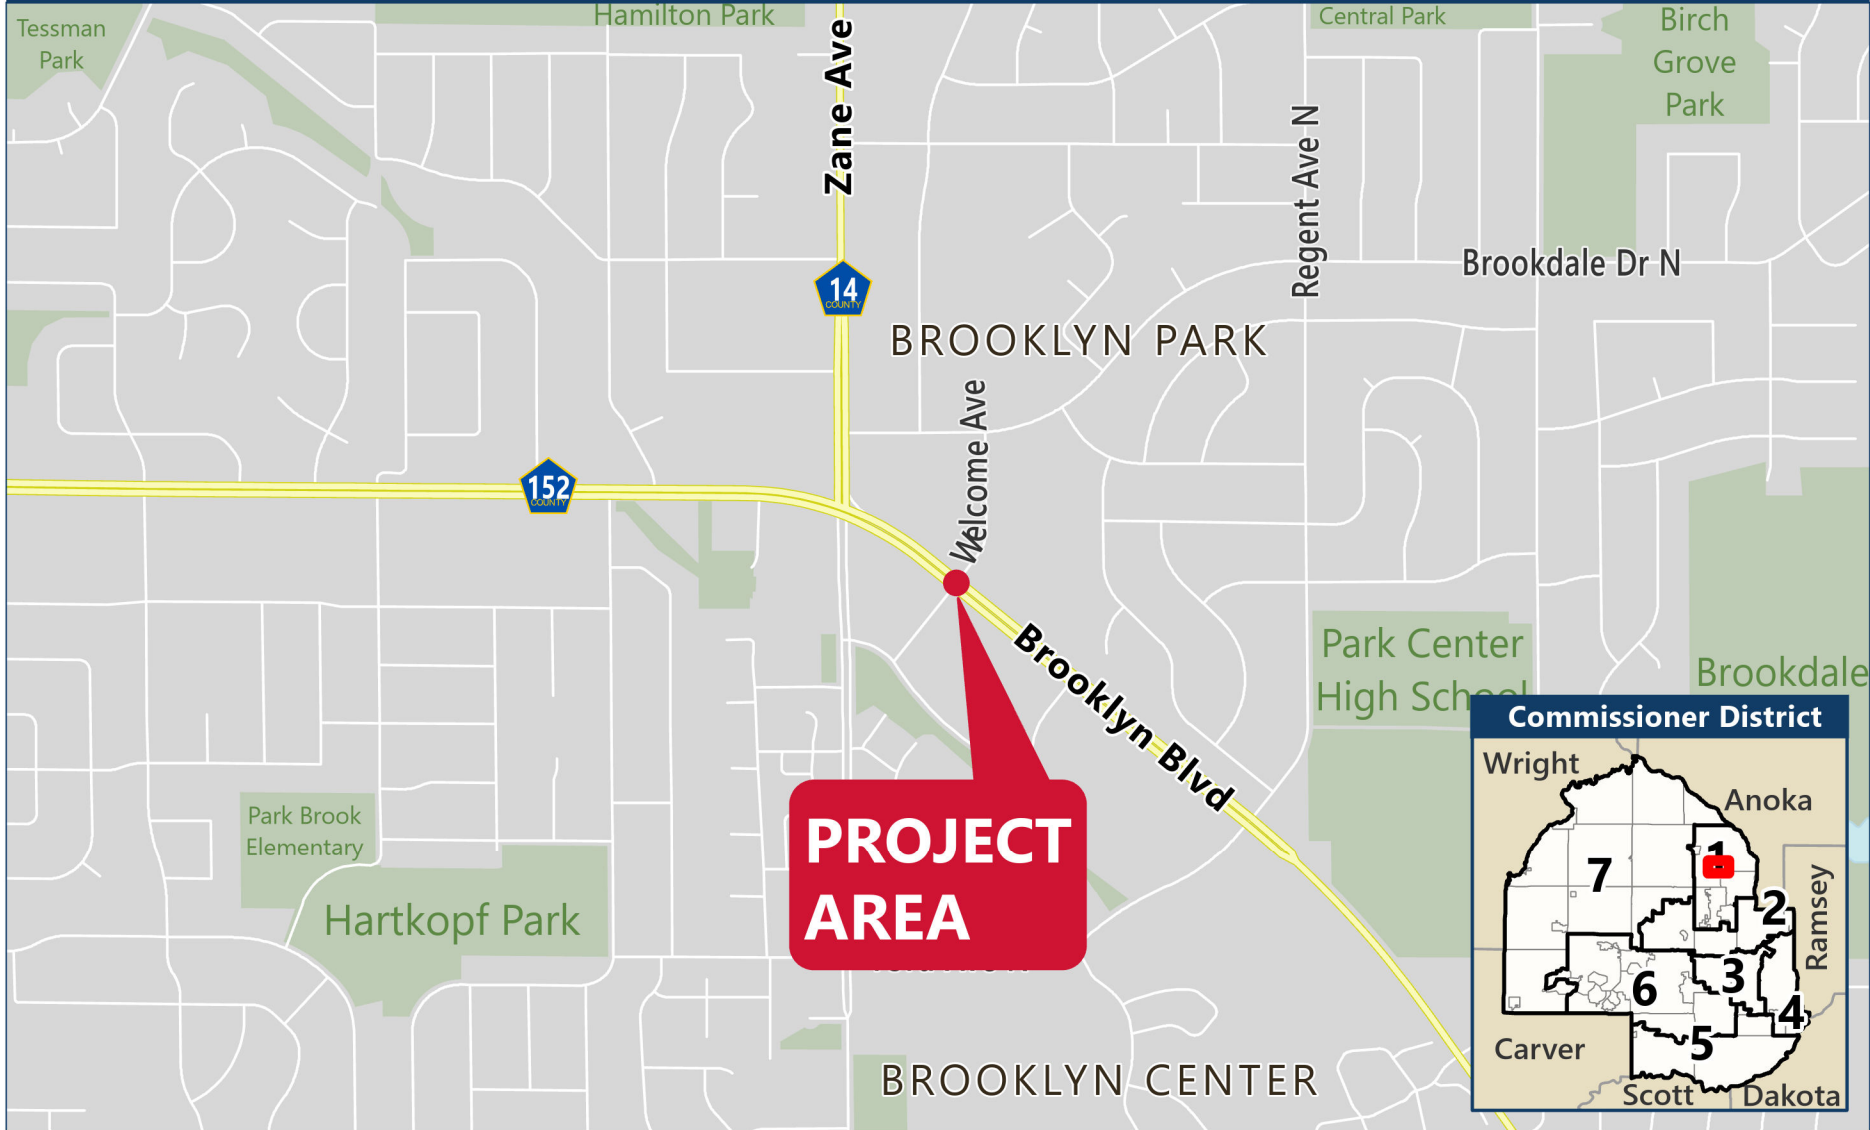 Tessman
Park
Hamilton Park
Zane Ave
Central Park
Birch
Grove
Park
Regent Ave N
Brookdale Dr N
14
COUNTY
BROOKLYN PARK
Welcome Ave
152
COUNTY
Brooklyn Blvd
Park Center
High School
Brookdale
Park Brook
Elementary
Hartkopf Park
PROJECT
AREA
BROOKLYN CENTER
Commissioner District
Wright
Anoka
1
7
2
Ramsey
3
6
4
5
Carver
Scott
Dakota